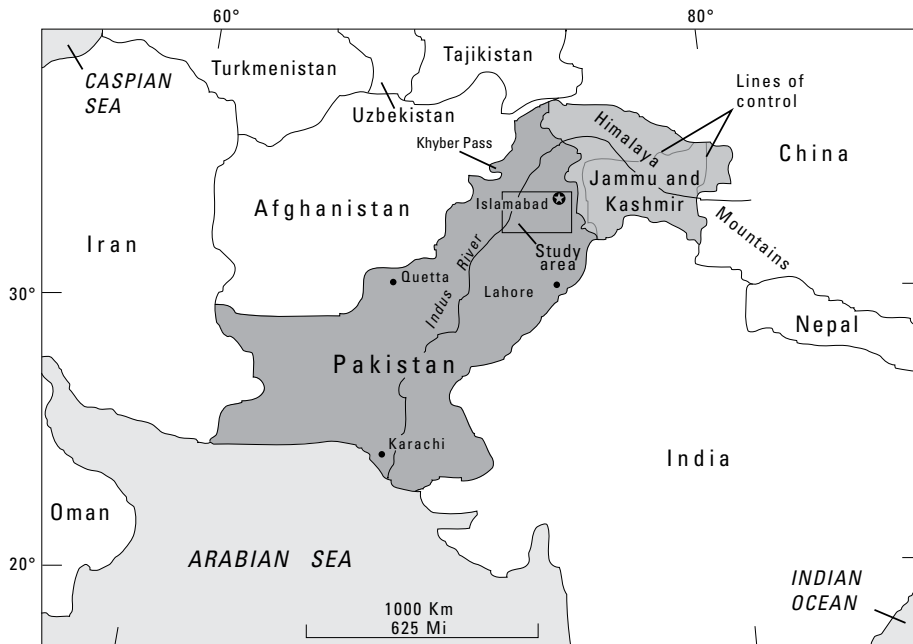 60°
80°
CASPIAN
SEA
Turkmenistan
Tajikistan
Uzbekistan
Lines of
control
Khyber Pass
Himalaya
China
Jammu and
Kashmir
Afghanistan
Islamabad
Iran
Mountains
Study
area
Indus River
Quetta
Lahore
30°
Nepal
Pakistan
Karachi
India
Oman
ARABIAN SEA
20°
INDIAN
OCEAN
1000 Km
625 Mi